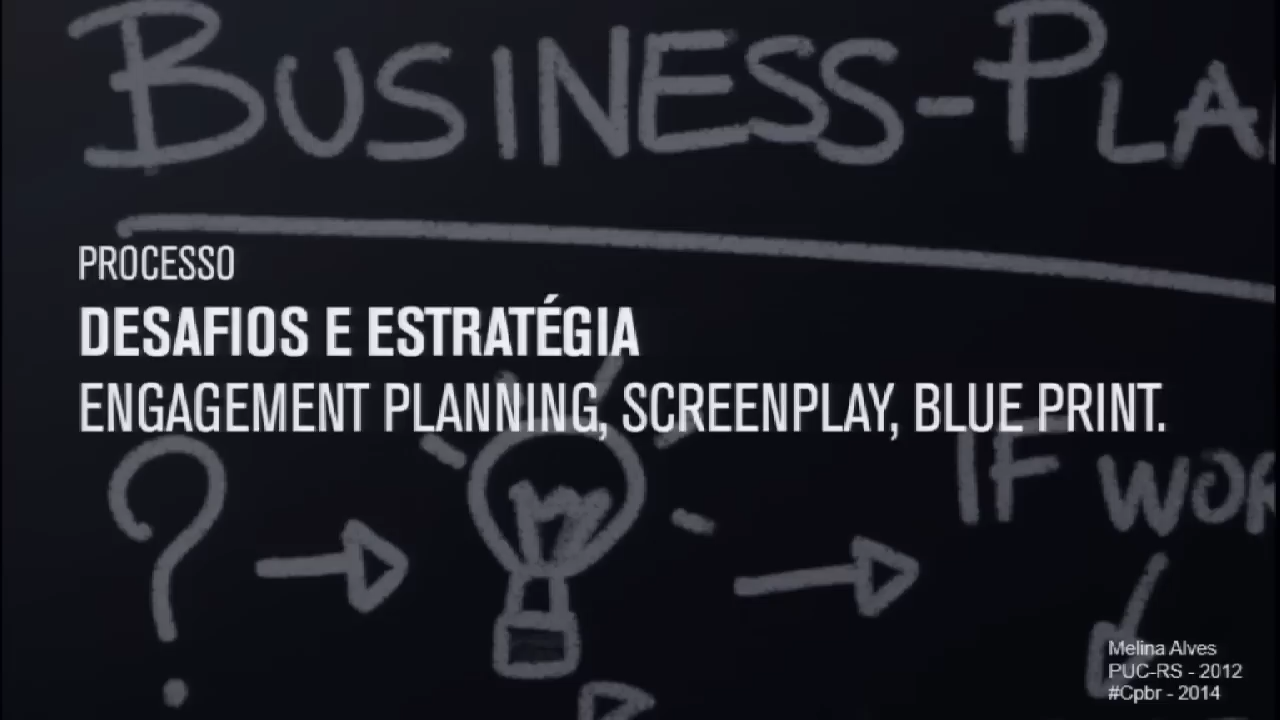 BUSINESS-PLA
PROCESSO
DESAFIOS E ESTRATÉGIA
ENGAGEMENT PLANNING, SCREENPLAY, BLUE PRINT.
?
IF WOR
Melina Alves
PUC-RS - 2012
#Cpbr - 2014